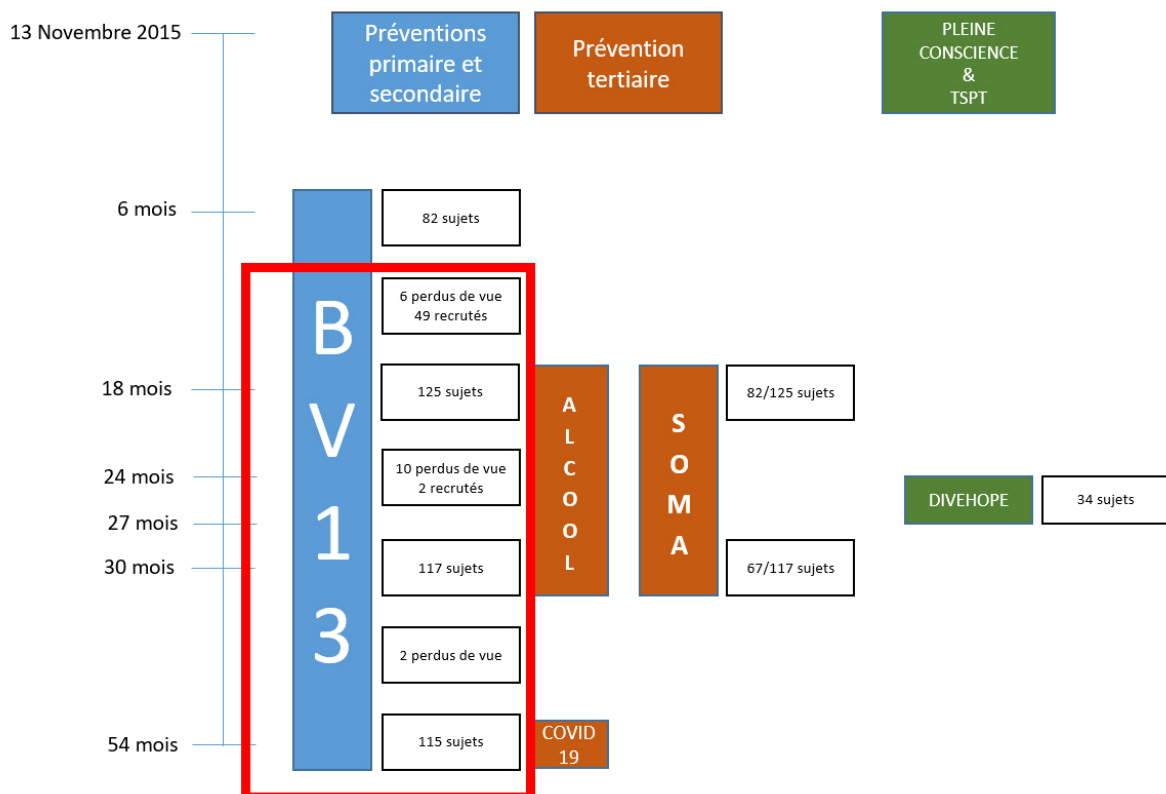 13 Novembre 2015
Préventions
primaire et
secondaire
Prévention
tertiaire
PLEINE
CONSCIENCE
&
TSPT
6 mois
82 sujets
6 perdus de vue
49 recrutés
18 mois
125 sujets
82/125 sujets
24 mois
10 perdus de vue
2 recrutés
DIVEHOPE
34 sujets
27 mois
30 mois
117 sujets
67/117 sujets
2 perdus de vue
54 mois
115 sujets
COVID
19
B
V
1
3
A
L
C
O
O
L
S
O
M
A